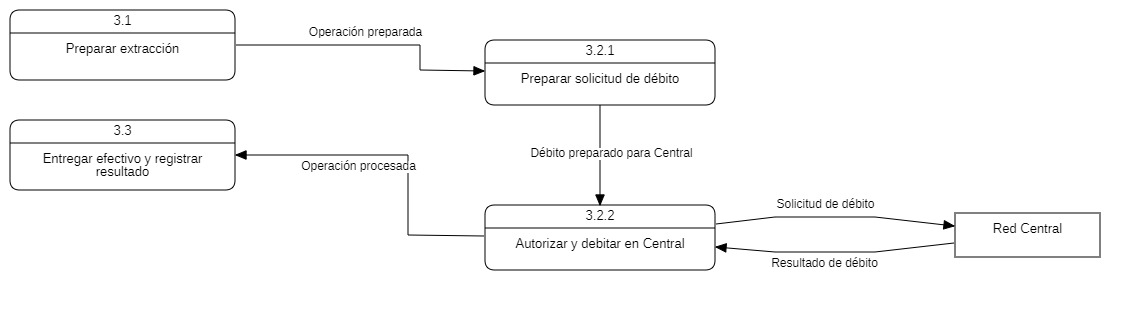 3.1
Preparar extracción
Operación preparada
3.2.1
Preparar solicitud de débito
3.3
Entregar efectivo y registrar
resultado
Operación procesada
Débito preparado para Central
3.2.2
Autorizar y debitar en Central
Solicitud de débito
Red Central
Resultado de débito